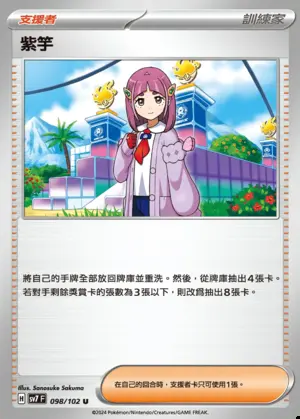 支援者 訓練家
紫竽
將自己的手牌全部放回牌庫並重洗。然後，從牌庫抽出4張卡。
若對手剩餘獎賞卡的張數為3張以下，則改為抽出8張卡。
Illus. Sanosuke Sakuma
H sv7 F 098/102 U
在自己的回合時，支援者卡只可使用1張。
©2024 Pokémon/Nintendo/Creatures/GAME FREAK.